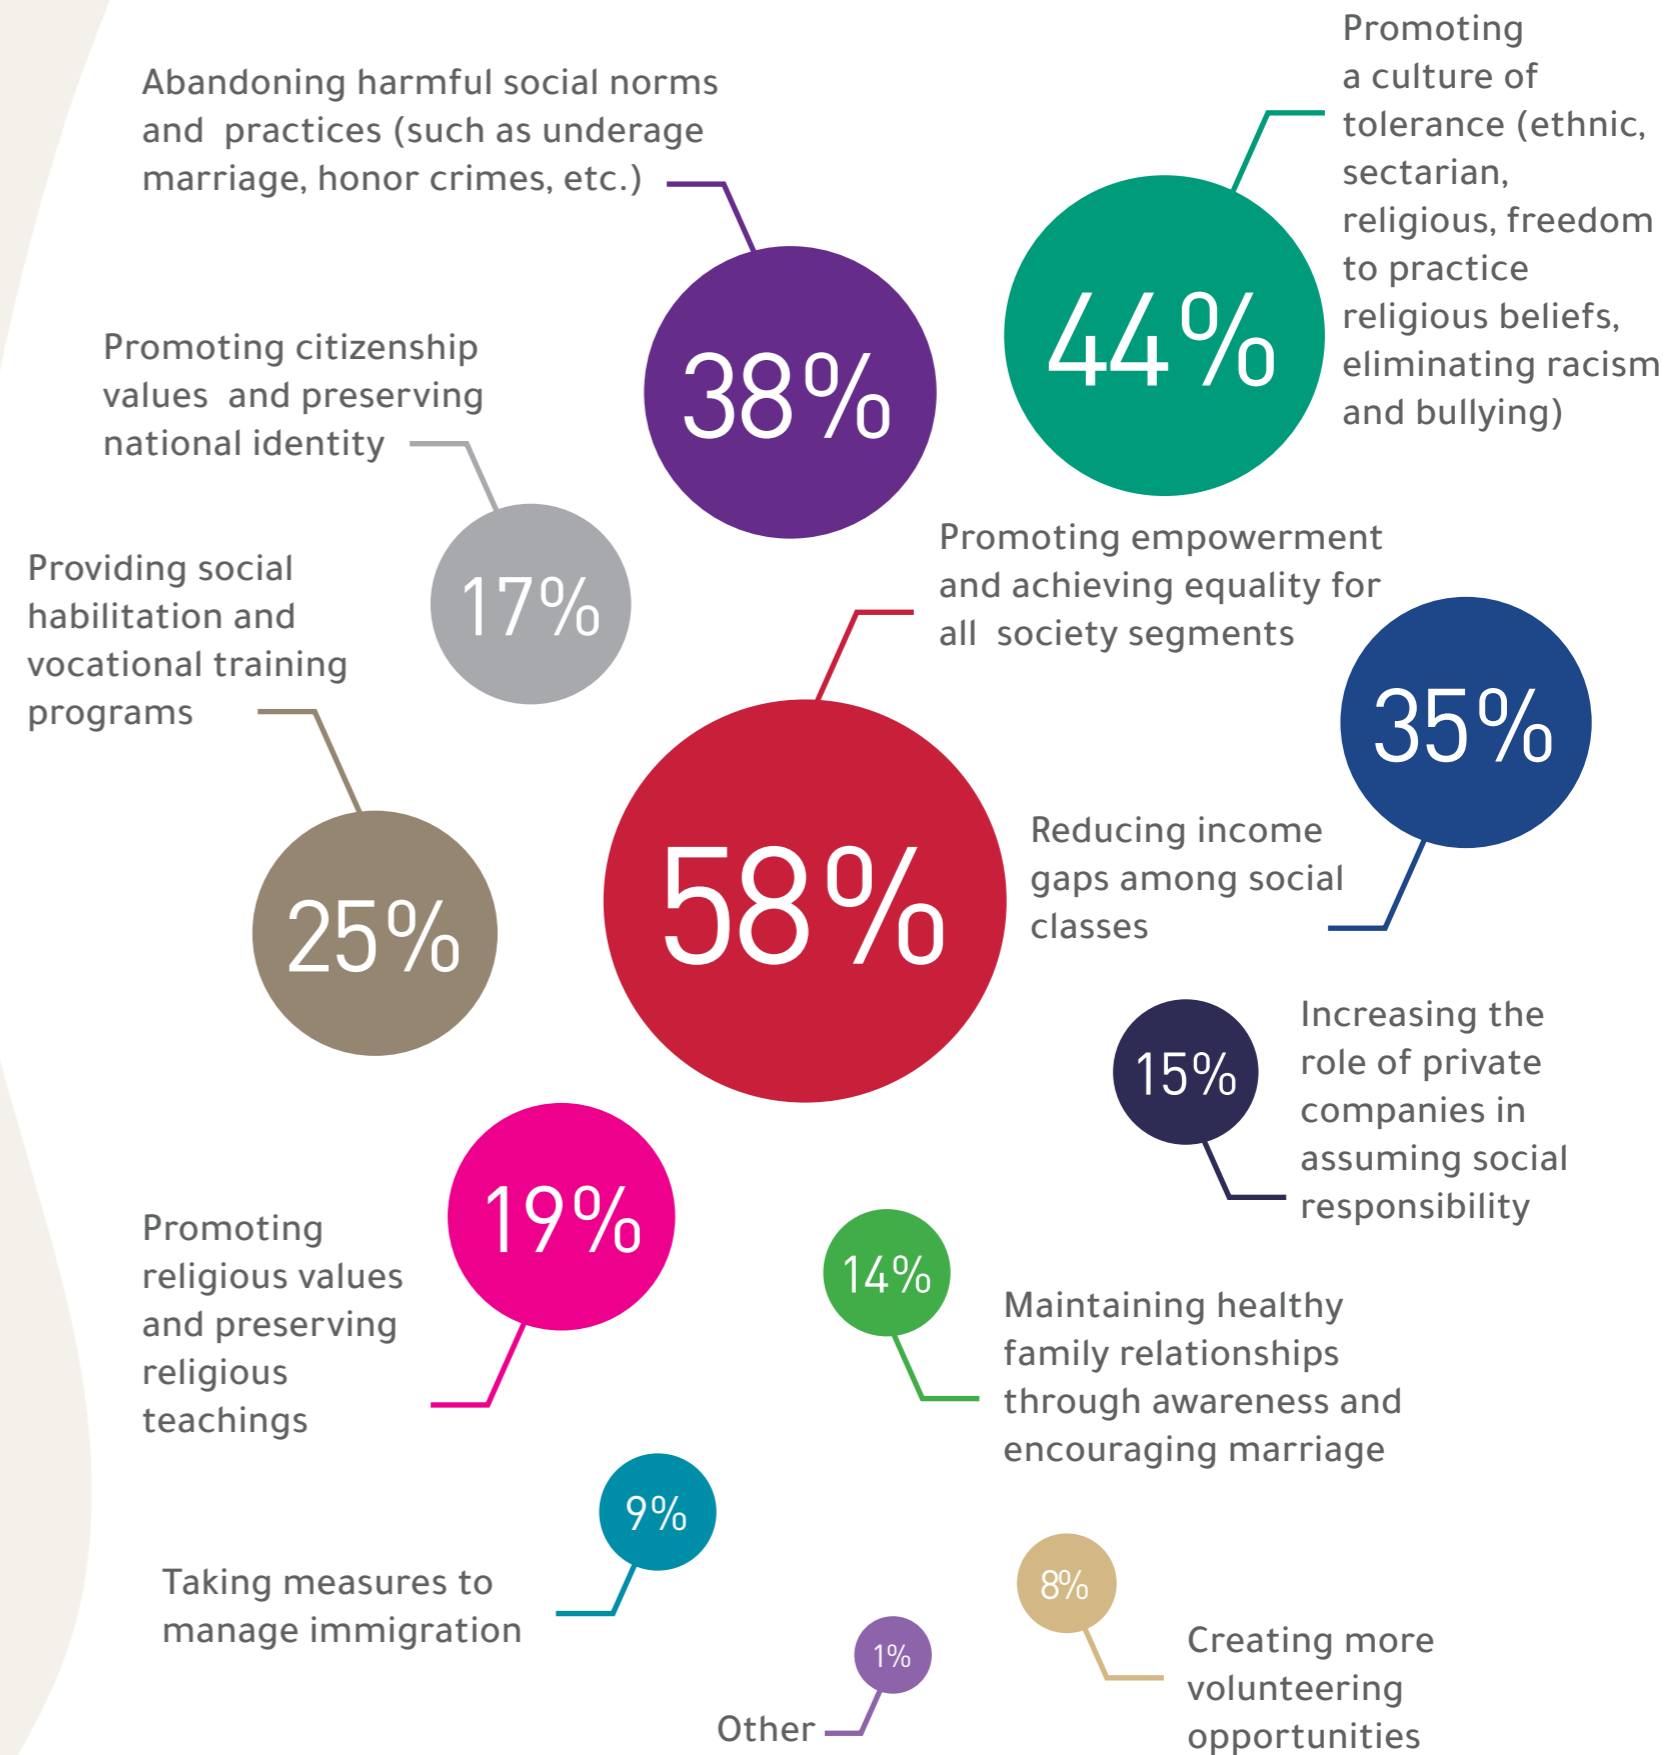 Promoting
a culture of
tolerance (ethnic,
sectarian,
religious, freedom
to practice
religious beliefs,
eliminating racism
and bullying)
44%
Abandoning harmful social norms
and practices (such as underage
marriage, honor crimes, etc.)
38%
Promoting citizenship
values and preserving
national identity
17%
Providing social
habilitation and
vocational training
programs
25%
Promoting empowerment
and achieving equality for
all society segments
58%
35%
Reducing income
gaps among social
classes
15%
Increasing the
role of private
companies in
assuming social
responsibility
19%
Promoting
religious values
and preserving
religious
teachings
14%
Maintaining healthy
family relationships
through awareness and
encouraging marriage
9%
Taking measures to
manage immigration
8%
Creating more
volunteering
opportunities
1%
Other